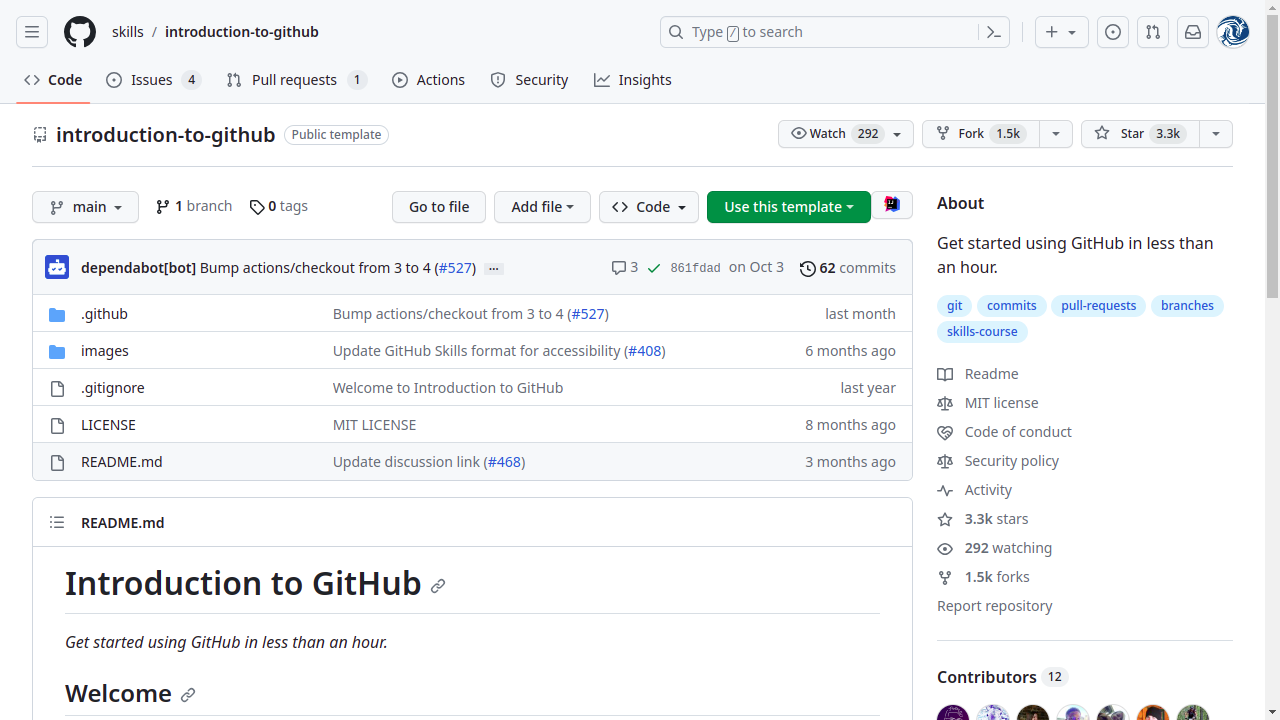 skills / introduction-to-github
Type / to search
Code
Issues 4
Pull requests 1
Actions
Security
Insights
introduction-to-github Public template
Watch 292
Fork 1.5k
Star 3.3k
main
1 branch
0 tags
Go to file
Add file
Code
Use this template
dependabot[bot] Bump actions/checkout from 3 to 4 (#527) ...
3
861fdad on Oct 3
62 commits
.github Bump actions/checkout from 3 to 4 (#527) last month
images Update GitHub Skills format for accessibility (#408) 6 months ago
.gitignore Welcome to Introduction to GitHub last year
LICENSE MIT LICENSE 8 months ago
README.md Update discussion link (#468) 3 months ago
README.md
Introduction to GitHub
Get started using GitHub in less than an hour.
Welcome
About
Get started using GitHub in less than
an hour.
git commits pull-requests branches
skills-course
Readme
MIT license
Code of conduct
Security policy
Activity
3.3k stars
292 watching
1.5k forks
Report repository
Contributors 12